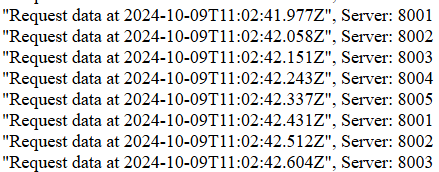 "Request data at 2024-10-09T11:02:41.977Z", Server: 8001
"Request data at 2024-10-09T11:02:42.058Z", Server: 8002
"Request data at 2024-10-09T11:02:42.151Z", Server: 8003
"Request data at 2024-10-09T11:02:42.243Z", Server: 8004
"Request data at 2024-10-09T11:02:42.337Z", Server: 8005
"Request data at 2024-10-09T11:02:42.431Z", Server: 8001
"Request data at 2024-10-09T11:02:42.512Z", Server: 8002
"Request data at 2024-10-09T11:02:42.604Z", Server: 8003